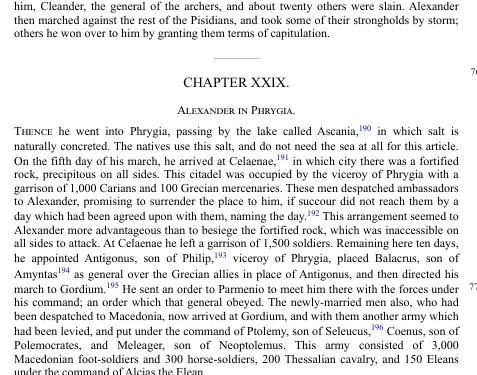 him, Cleander, the general of the archers, and about twenty others were slain. Alexander
then marched against the rest of the Pisidians, and took some of their strongholds by storm;
others he won over to him by granting them terms of capitulation.
76
CHAPTER XXIX.
ALEXANDER IN PHRYGIA.
THENCE he went into Phrygia, passing by the lake called Ascania,190 in which salt is
naturally concreted. The natives use this salt, and do not need the sea at all for this article.
On the fifth day of his march, he arrived at Celaenae,191 in which city there was a fortified
rock, precipitous on all sides. This citadel was occupied by the viceroy of Phrygia with a
garrison of 1,000 Carians and 100 Grecian mercenaries. These men despatched ambassadors
to Alexander, promising to surrender the place to him, if succour did not reach them by a
day which had been agreed upon with them, naming the day.192 This arrangement seemed to
Alexander more advantageous than to besiege the fortified rock, which was inaccessible on
all sides to attack. At Celaenae he left a garrison of 1,500 soldiers. Remaining here ten days,
he appointed Antigonus, son of Philip,193 viceroy of Phrygia, placed Balacrus, son of
Amyntas194 as general over the Grecian allies in place of Antigonus, and then directed his
march to Gordium.195 He sent an order to Parmenio to meet him there with the forces under
77
his command; an order which that general obeyed. The newly-married men also, who had
been despatched to Macedonia, now arrived at Gordium, and with them another army which
had been levied, and put under the command of Ptolemy, son of Seleucus,196 Coenus, son of
Polemocrates, and Meleager, son of Neoptolemus. This army consisted of 3,000
Macedonian foot-soldiers and 300 horse-soldiers, 200 Thessalian cavalry, and 150 Eleans
under the command of Alcias the Elean.